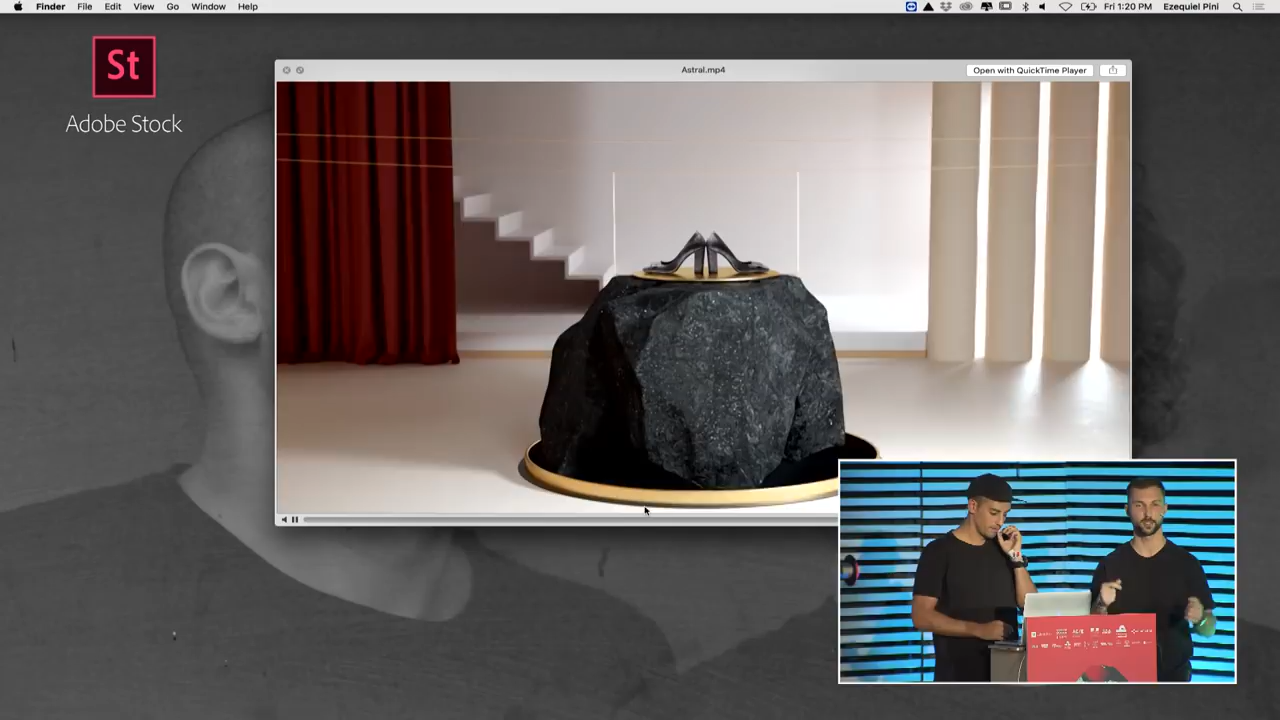 Finder File Edit View Go Window Help
Fri 1:20 PM Ezequiel Pini
St
Adobe Stock
Astral.mp4
Open with QuickTime Player